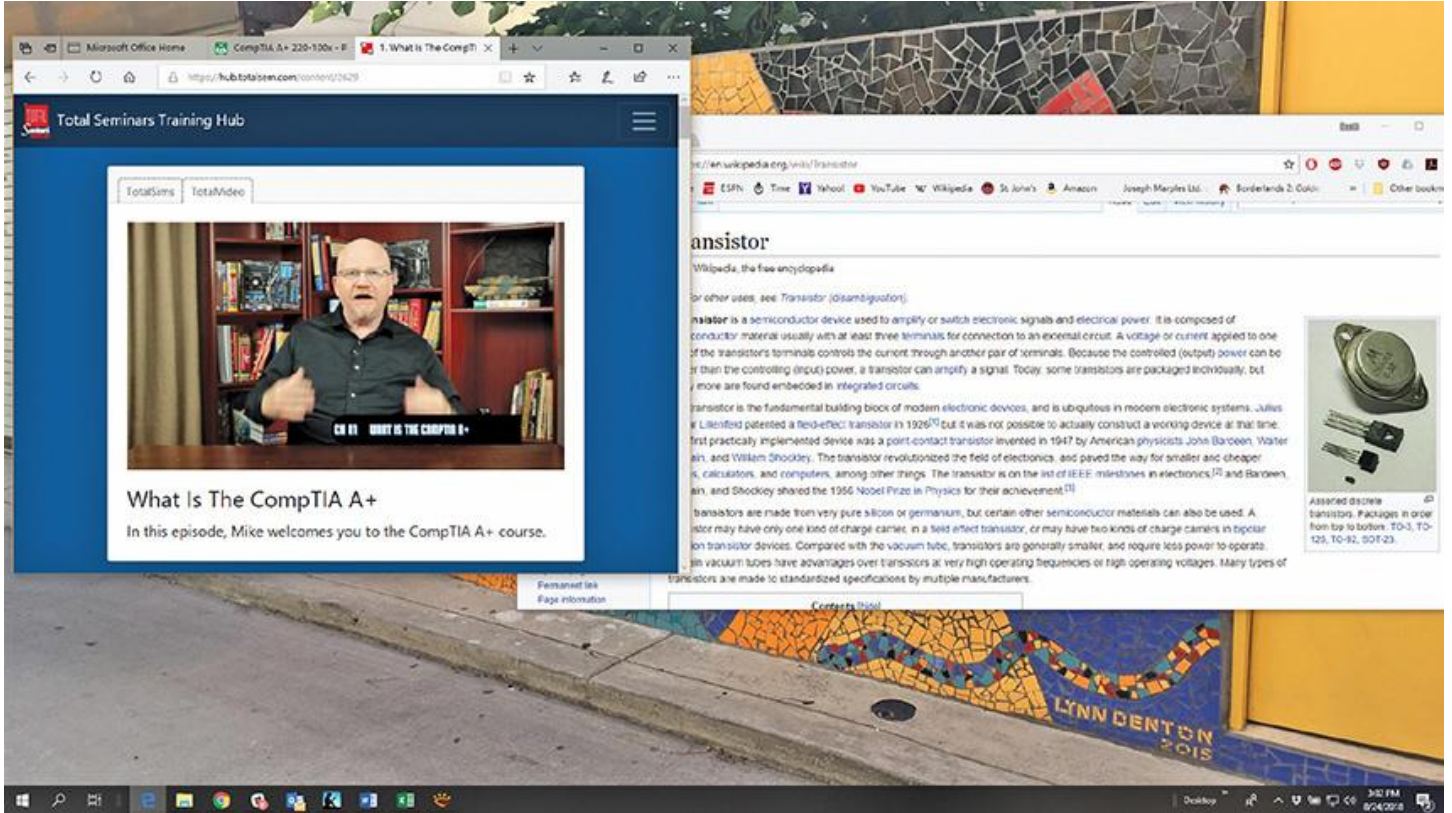 Microsoft Office Home
CompTIA A+ 220-100x -
1. What Is The CompTI
https://hub.totalsem.com/content/2629
Total Seminars Training Hub
TotalSims
TotalVideo
CH 01 WHAT IS THE COMPTIA A+
What Is The CompTIA A+
In this episode, Mike welcomes you to the CompTIA A+ course.
en.wikipedia.org/wiki/Transistor
ESPN Time Yahoo! YouTube Wikipedia St. John's Amazon Joseph Marples Ltd. Borderlands 2: Golde » Other bookm
ansistor
Wikipedia, the free encyclopedia
or other uses, see Transistor (disambiguation).
nsistor is a semiconductor device used to amplify or switch electronic signals and electrical power. It is composed of
conductor material usually with at least three terminals for connection to an external circuit. A voltage or current applied to one
of the transistor's terminals controls the current through another pair of terminals. Because the controlled (output) power can be
er than the controlling (input) power, a transistor can amplify a signal. Today, some transistors are packaged individually, but
more are found embedded in integrated circuits.
transistor is the fundamental building block of modern electronic devices, and is ubiquitous in modern electronic systems. Julius
Lilienfeld patented a field-effect transistor in 1926[1] but it was not possible to actually construct a working device at that time.
first practically implemented device was a point-contact transistor invented in 1947 by American physicists John Bardeen, Walter
ain, and William Shockley. The transistor revolutionized the field of electronics, and paved the way for smaller and cheaper
s, calculators, and computers, among other things. The transistor is on the list of IEEE milestones in electronics,[2] and Bardeen,
ain, and Shockley shared the 1956 Nobel Prize in Physics for their achievement.[3]
transistors are made from very pure silicon or germanium, but certain other semiconductor materials can also be used. A
istor may have only one kind of charge carrier, in a field effect transistor, or may have two kinds of charge carriers in bipolar
ion transistor devices. Compared with the vacuum tube, transistors are generally smaller, and require less power to operate.
in vacuum tubes have advantages over transistors at very high operating frequencies or high operating voltages. Many types of
transistors are made to standardized specifications by multiple manufacturers.
Contents [hide]
Assorted discrete
transistors. Packages in order
from top to bottom: TO-3, TO-
126, TO-92, SOT-23.
Permanent link
Page information
LYNN DENTON
2015
Desktop
3:02 PM
8/24/2018